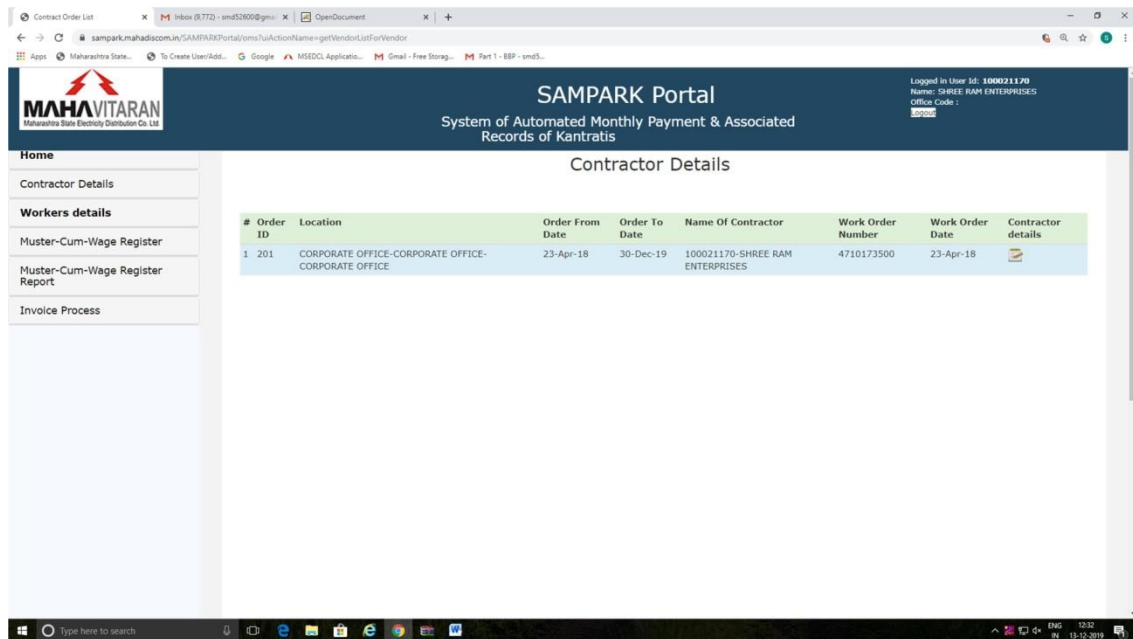 Contract Order List
Inbox (9,772) - smd52600@gmai
OpenDocument
sampark.mahadiscom.in/SAMPARKPortal/oms?uiActionName=getVendorListForVendor
Apps Maharashtra State... To Create User/Add... Google MSEDCL Applicatio... Gmail - Free Storag... Part 1 - BBP - smd5...
MAHAVITARAN
Maharashtra State Electricity Distribution Co. Ltd.
SAMPARK Portal
System of Automated Monthly Payment & Associated
Records of Kantratis
Logged in User Id: 100021170
Name: SHREE RAM ENTERPRISES
Office Code :
Logout
Home
Contractor Details
Workers details
Muster-Cum-Wage Register
Muster-Cum-Wage Register
Report
Invoice Process
Contractor Details
# Order Location Order From Order To Name Of Contractor Work Order Work Order Contractor
ID Date Date Number Date details
1 201 CORPORATE OFFICE-CORPORATE OFFICE- 23-Apr-18 30-Dec-19 100021170-SHREE RAM 4710173500 23-Apr-18
CORPORATE OFFICE ENTERPRISES
Type here to search
ENG 12:32
IN 13-12-2019